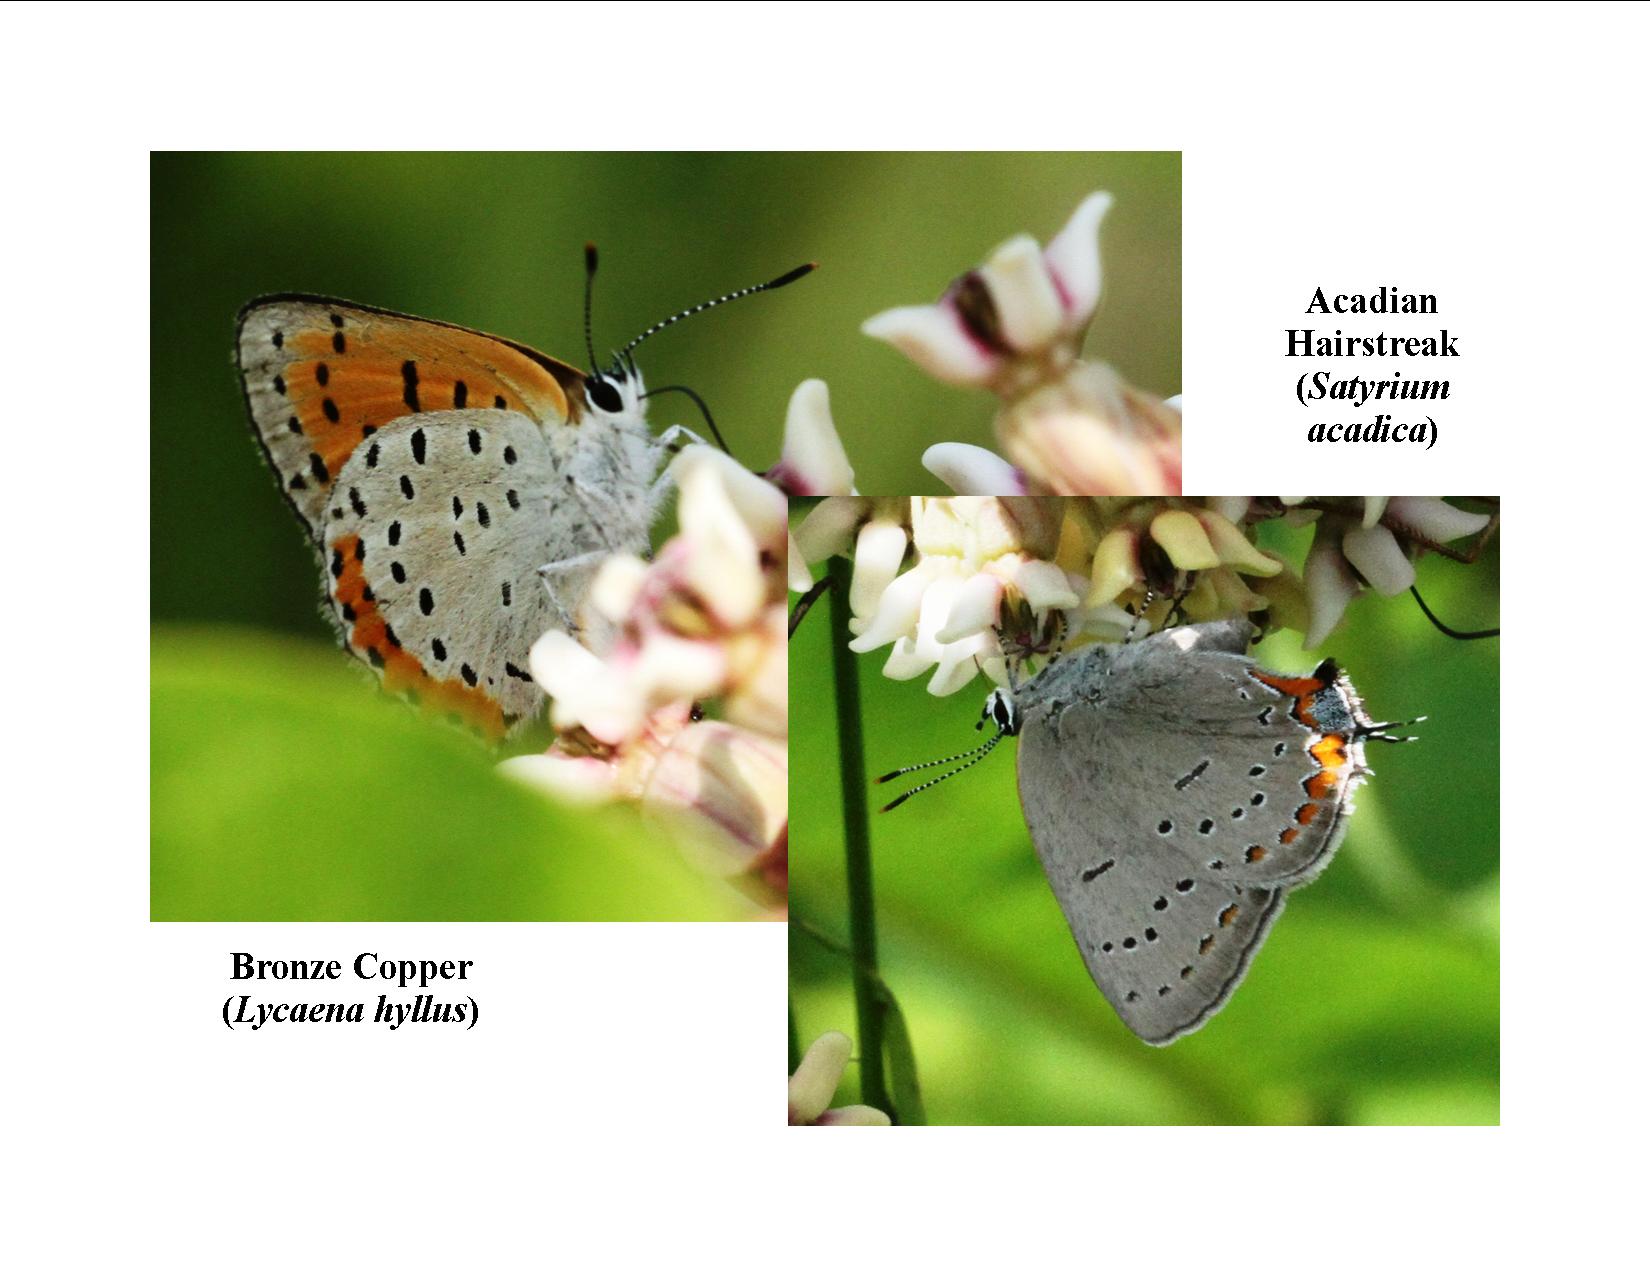 Acadian
Hairstreak
(Satyrium
acadica)
Bronze Copper
(Lycaena hyllus)